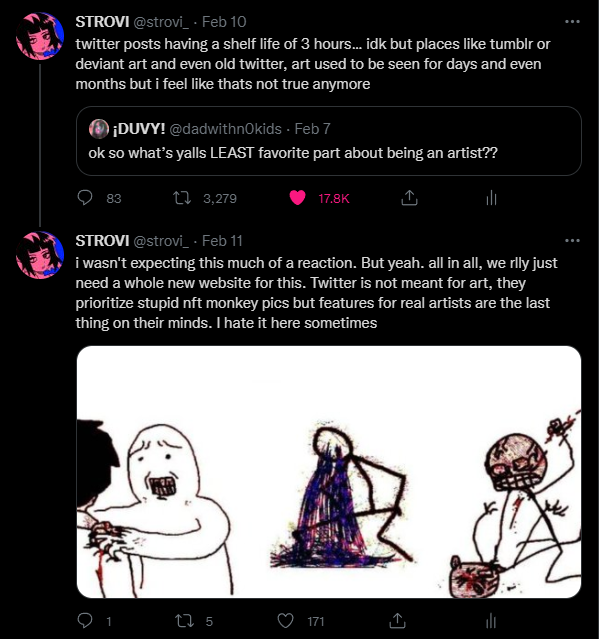 STROVI @strovi_ · Feb 10
twitter posts having a shelf life of 3 hours... idk but places like tumblr or
deviant art and even old twitter, art used to be seen for days and even
months but i feel like thats not true anymore
¡DUVY! @dadwithn0kids · Feb 7
ok so what's yalls LEAST favorite part about being an artist??
83 3,279 17.8K
STROVI @strovi_ · Feb 11
i wasn't expecting this much of a reaction. But yeah. all in all, we rlly just
need a whole new website for this. Twitter is not meant for art, they
prioritize stupid nft monkey pics but features for real artists are the last
thing on their minds. I hate it here sometimes
1 5 171